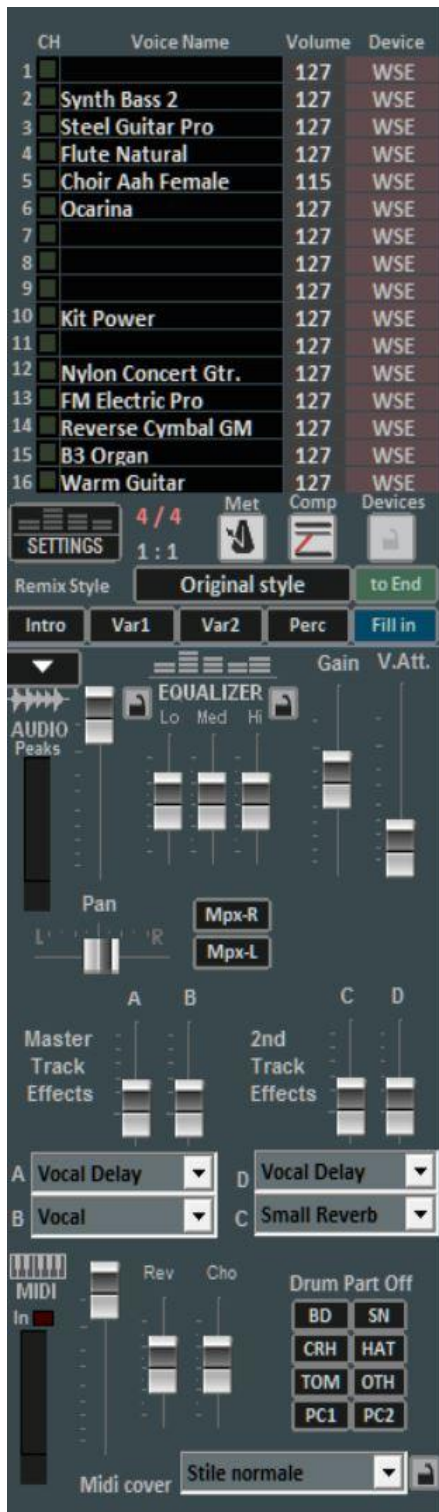 CH Voice Name Volume Device
1 127 WSE
2 Synth Bass 2 127 WSE
3 Steel Guitar Pro 127 WSE
4 Flute Natural 127 WSE
5 Choir Aah Female 115 WSE
6 Ocarina 127 WSE
7 127 WSE
8 127 WSE
9 127 WSE
10 Kit Power 127 WSE
11 127 WSE
12 Nylon Concert Gtr. 127 WSE
13 FM Electric Pro 127 WSE
14 Reverse Cymbal GM 127 WSE
15 B3 Organ 127 WSE
16 Warm Guitar 127 WSE
Met Comp Devices
4 / 4
SETTINGS 1 : 1
Remix Style Original style to End
Intro Var1 Var2 Perc Fill in
Gain V.Att.
EQUALIZER
Lo Med Hi
AUDIO
Peaks
Pan
L R
Mpx-R
Mpx-L
A B C D
Master 2nd
Track Track
Effects Effects
A Vocal Delay D Vocal Delay
B Vocal C Small Reverb
MIDI Rev Cho Drum Part Off
In BD SN
CRH HAT
TOM OTH
PC1 PC2
Midi cover Stile normale